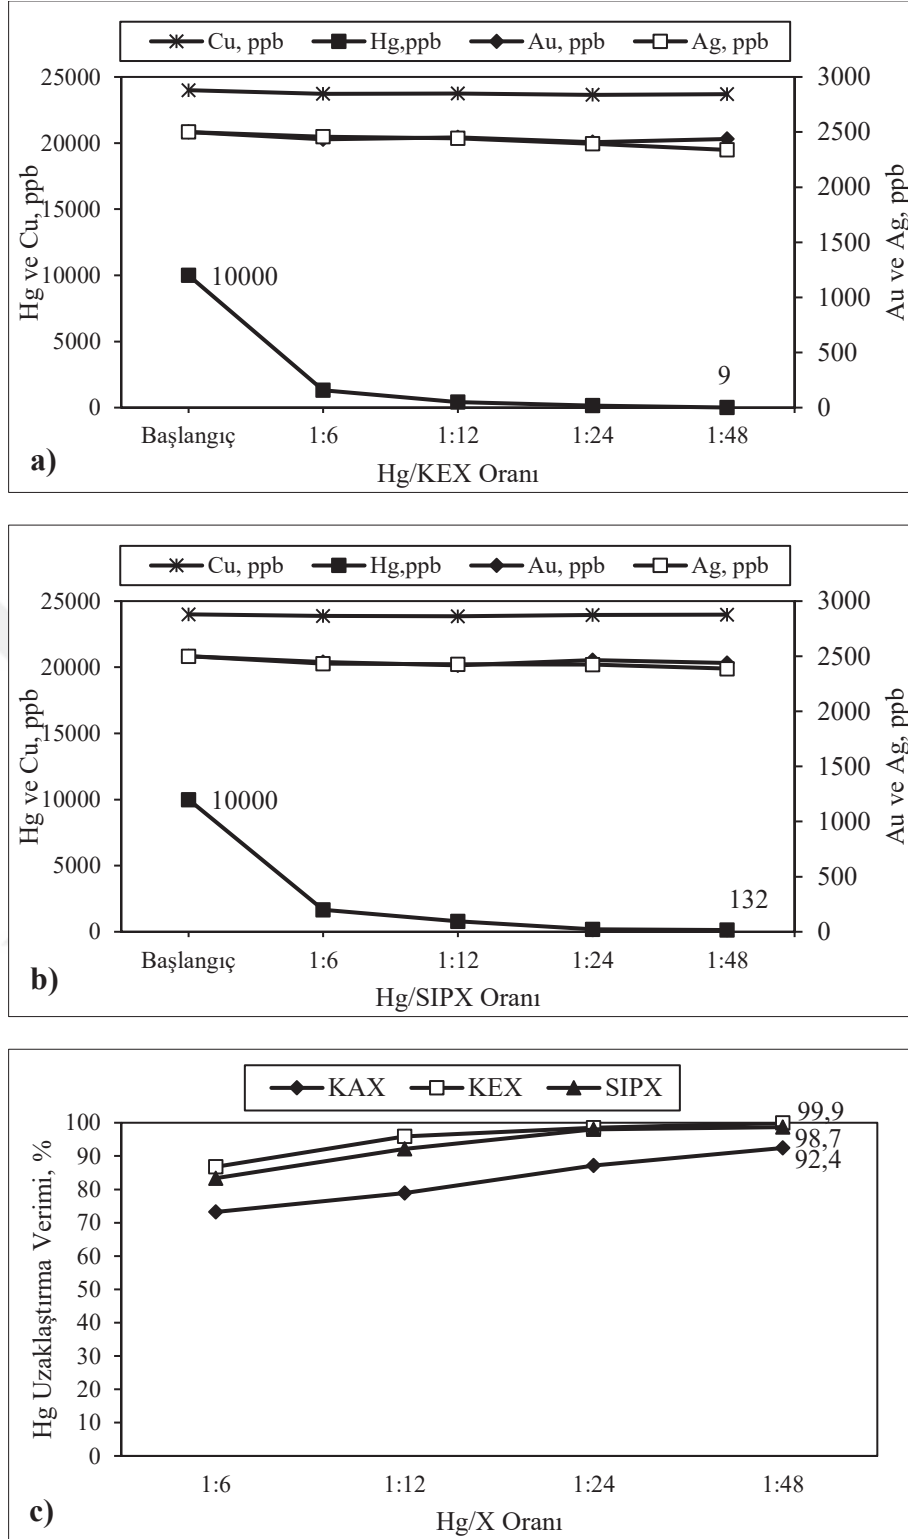 Cu, ppb Hg,ppb Au, ppb Ag, ppb
25000
20000
15000
10000
5000
0
Hg ve Cu, ppb
3000
2500
2000
1500
1000
500
0
Au ve Ag, ppb
10000
9
Başlangıç 1:6 1:12 1:24 1:48
Hg/KEX Oranı
a)
Cu, ppb Hg,ppb Au, ppb Ag, ppb
25000
20000
15000
10000
5000
0
Hg ve Cu, ppb
3000
2500
2000
1500
1000
500
0
Au ve Ag, ppb
10000
132
Başlangıç 1:6 1:12 1:24 1:48
Hg/SIPX Oranı
b)
KAX KEX SIPX
100
90
80
70
60
50
40
30
20
10
0
Hg Uzaklaştırma Verimi, %
99,9
98,7
92,4
1:6 1:12 1:24 1:48
Hg/X Oranı
c)